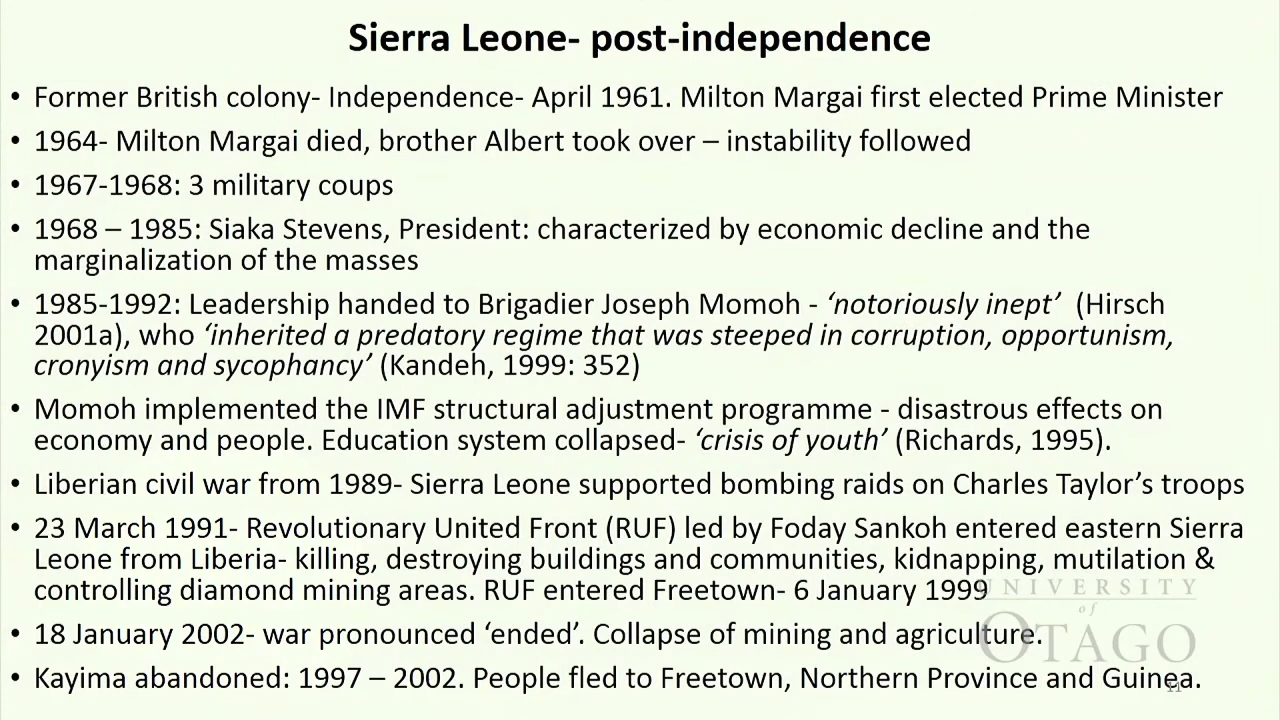 Sierra Leone- post-independence
• Former British colony- Independence- April 1961. Milton Margai first elected Prime Minister
• 1964- Milton Margai died, brother Albert took over – instability followed
• 1967-1968: 3 military coups
• 1968 – 1985: Siaka Stevens, President: characterized by economic decline and the
marginalization of the masses
• 1985-1992: Leadership handed to Brigadier Joseph Momoh - ‘notoriously inept’ (Hirsch
2001a), who ‘inherited a predatory regime that was steeped in corruption, opportunism,
cronyism and sycophancy’ (Kandeh, 1999: 352)
• Momoh implemented the IMF structural adjustment programme - disastrous effects on
economy and people. Education system collapsed- ‘crisis of youth’ (Richards, 1995).
• Liberian civil war from 1989- Sierra Leone supported bombing raids on Charles Taylor’s troops
• 23 March 1991- Revolutionary United Front (RUF) led by Foday Sankoh entered eastern Sierra
Leone from Liberia- killing, destroying buildings and communities, kidnapping, mutilation &
controlling diamond mining areas. RUF entered Freetown- 6 January 1999
• 18 January 2002- war pronounced ‘ended’. Collapse of mining and agriculture.
• Kayima abandoned: 1997 – 2002. People fled to Freetown, Northern Province and Guinea.
UNIVERSITY
of
OTAGO
11